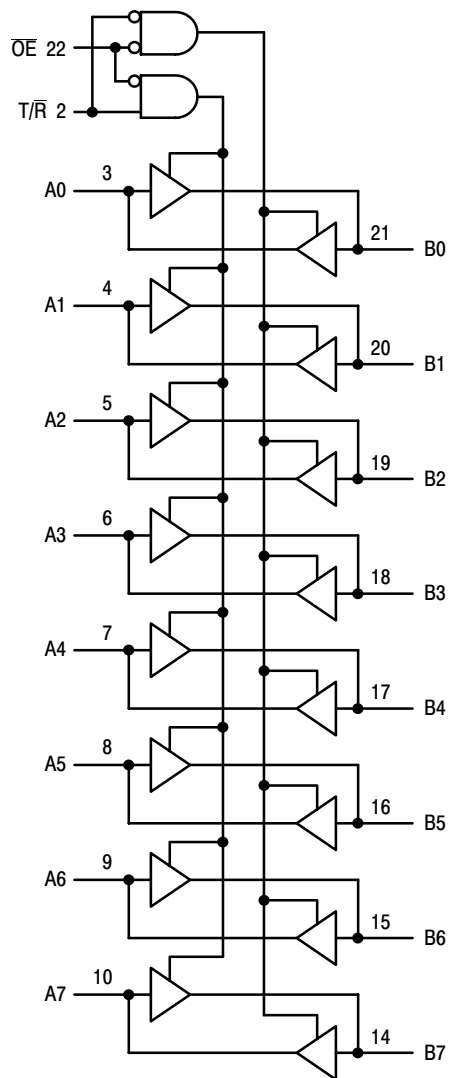 O̅E̅ 22
T/R̅ 2
A0 3
21 B0
A1 4
20 B1
A2 5
19 B2
A3 6
18 B3
A4 7
17 B4
A5 8
16 B5
A6 9
15 B6
A7 10
14 B7